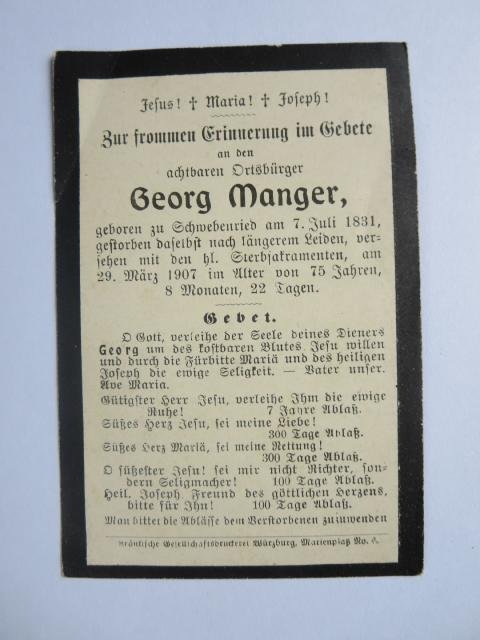 Jesus! † Maria! † Joseph!
Zur frommen Erinnerung im Gebete
an den
achtbaren Ortsbürger
Georg Manger,
geboren zu Schwebenried am 7. Juli 1831,
gestorben daselbst nach längerem Leiden, ver-
sehen mit den hl. Sterbsakramenten, am
29. März 1907 im Alter von 75 Jahren,
8 Monaten, 22 Tagen.
Gebet.
O Gott, verleihe der Seele deines Dieners
Georg um des kostbaren Blutes. Jesu willen
und durch die Fürbitte Mariä und des heiligen
Joseph die ewige Seligkeit. — Vater unser.
Ave Maria.
Gütigster Herr Jesu, verleihe Ihm die ewige
Ruhe! 7 Jahre Ablaß.
Süßes Herz Jesu, sei meine Liebe!
300 Tage Ablaß.
Süßes Herz Mariä, sei meine Rettung!
300 Tage Ablaß.
O süßester Jesu! sei mir nicht Richter, son-
dern Seligmacher! 100 Tage Ablaß.
Heil. Joseph, Freund des göttlichen Herzens,
bitte für Ihn! 100 Tage Ablaß.
Man bittet die Ablässe dem Verstorbenen zuzuwenden
Fränkische Gesellschaftsdruckerei Würzburg, Marienplatz No.